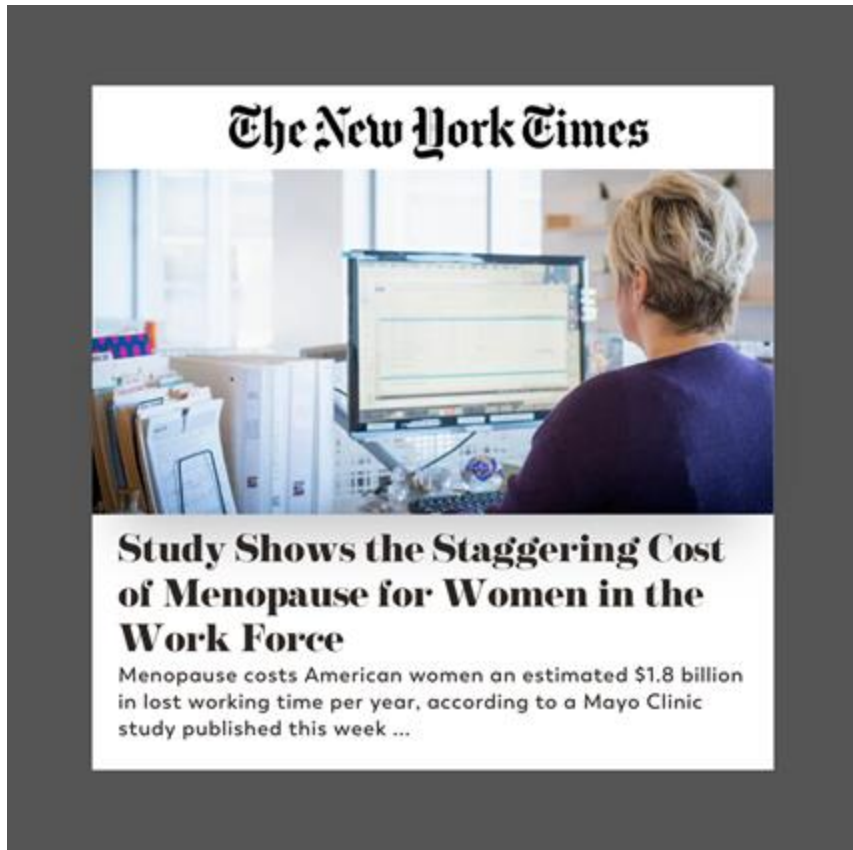 The New York Times
Study Shows the Staggering Cost
of Menopause for Women in the
Work Force
Menopause costs American women an estimated $1.8 billion
in lost working time per year, according to a Mayo Clinic
study published this week ...